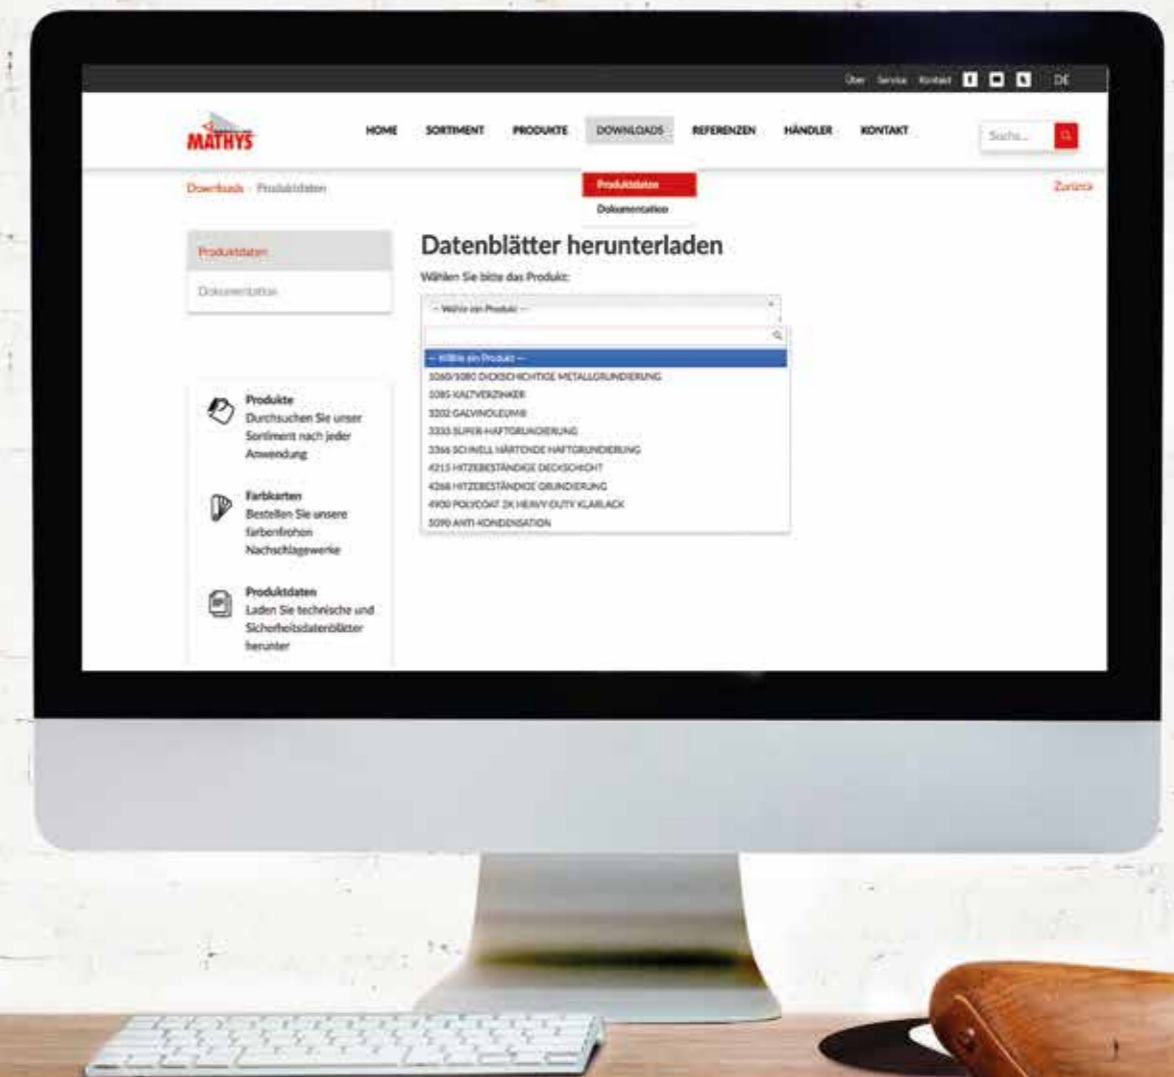 Über Service Kontakt DE
MATHYS
HOME SORTIMENT PRODUKTE DOWNLOADS REFERENZEN HÄNDLER KONTAKT
Suche...
Downloads Produktdaten
Produktdaten
Dokumentation
Zurück
Produktdaten
Dokumentation
Datenblätter herunterladen
Wählen Sie bitte das Produkt:
-- Wähle ein Produkt --
-- Wähle ein Produkt --
1060/1080 DICKSCHICHTIGE METALLGRUNDIERUNG
1085 KALTVERZINKER
3202 GALVINOLEUM®
3333 SUPER-HAFTGRUNDIERUNG
3366 SCHNELL HÄRTENDE HAFTGRUNDIERUNG
4215 HITZEBESTÄNDIGE DECKSCHICHT
4268 HITZEBESTÄNDIGE GRUNDIERUNG
4900 POLYCOAT 2K HEAVY-DUTY KLARLACK
5090 ANTI-KONDENSATION
Produkte
Durchsuchen Sie unser
Sortiment nach jeder
Anwendung
Farbkarten
Bestellen Sie unsere
farbenfrohen
Nachschlagewerke
Produktdaten
Laden Sie technische und
Sicherheitsdatenblätter
herunter